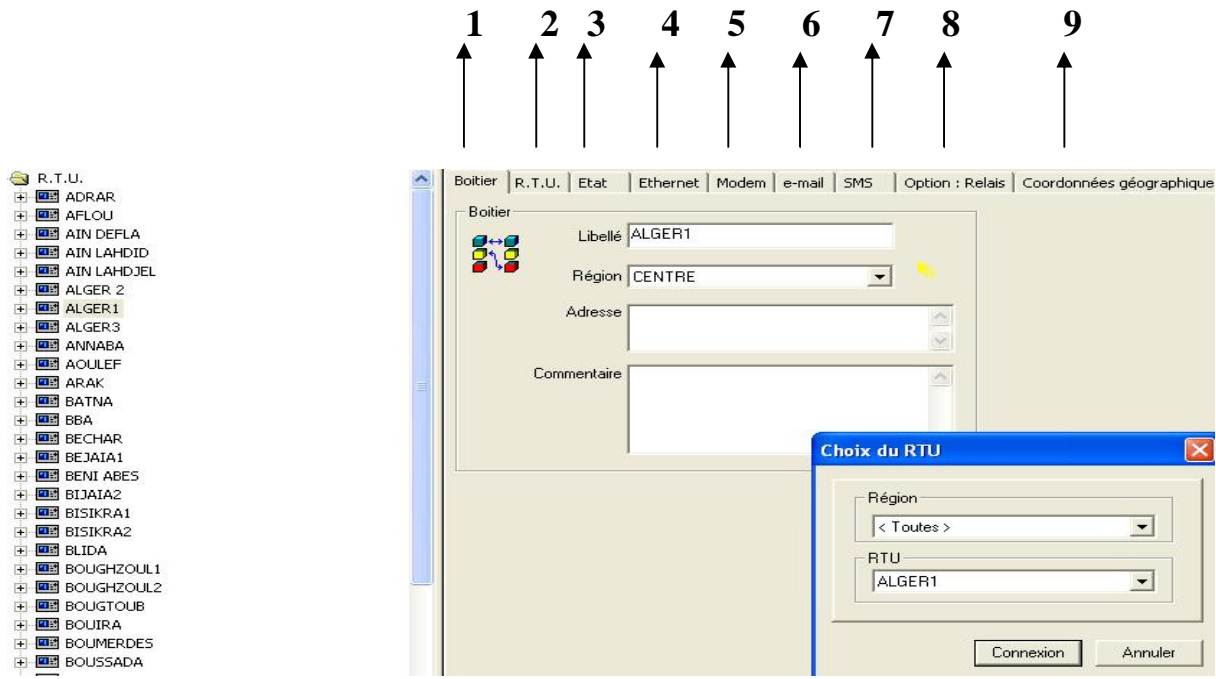 1 2 3 4 5 6 7 8 9
R.T.U.
ADRAR
AFLOU
AIN DEFLA
AIN LAHDID
AIN LAHDJEL
ALGER 2
ALGER1
ALGER3
ANNABA
AOULEF
ARAK
BATNA
BBA
BECHAR
BEJAIA1
BENI ABES
BIJAIA2
BISIKRA1
BISIKRA2
BLIDA
BOUGHZOUL1
BOUGHZOUL2
BOUGTOUB
BOUIRA
BOUMERDES
BOUSSADA
Boitier R.T.U. Etat Ethernet Modem e-mail SMS Option : Relais Coordonnées géographique
Boitier
Libellé ALGER1
Région CENTRE
Adresse
Commentaire
Choix du RTU
Région
< Toutes >
RTU
ALGER1
Connexion Annuler